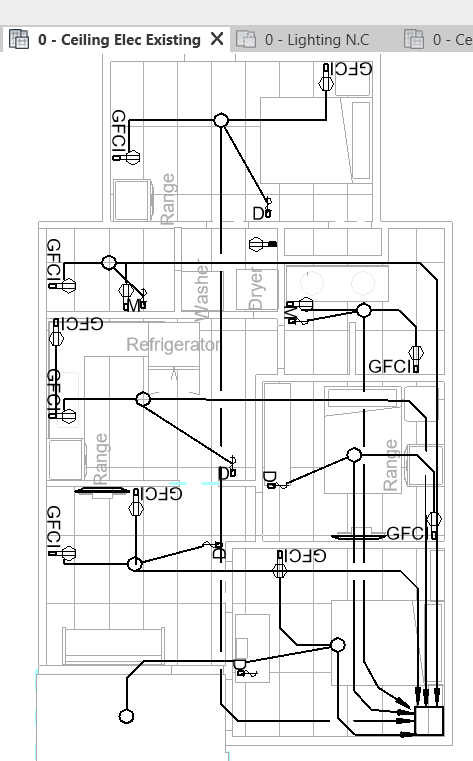 0 - Ceiling Elec Existing
0 - Lighting N.C
0 - Ce
GFCI
GFCI
Range
D
GFCI
Washer
Dryer
M
M
GFCI
Refrigerator
GFCI
GFCI
Range
D
D
Range
GFCI
GFCI
GFCI
D
GFCI
D